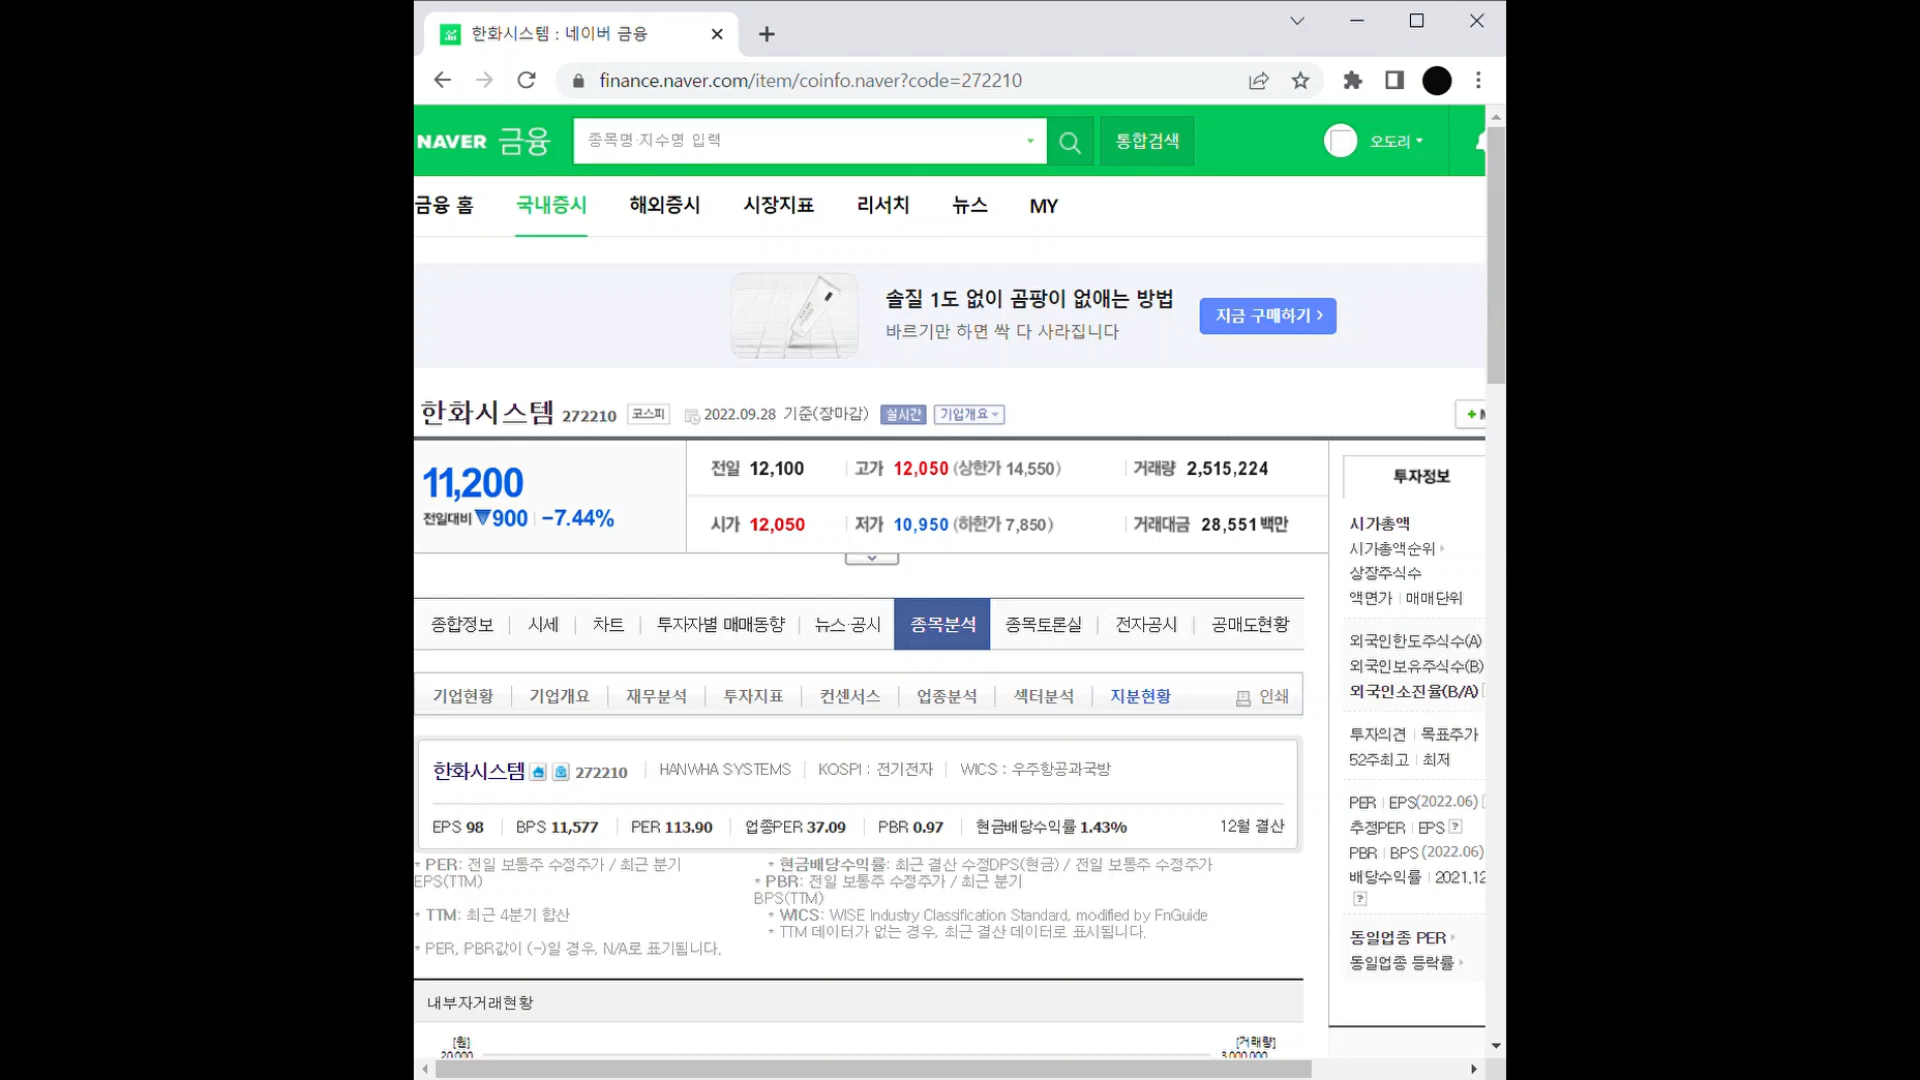 한화시스템 : 네이버 금융
finance.naver.com/item/coinfo.naver?code=272210
NAVER 금융 종목명·지수명 입력 통합검색 오도리
금융 홈 국내증시 해외증시 시장지표 리서치 뉴스 MY
솔질 1도 없이 곰팡이 없애는 방법
바르기만 하면 싹 다 사라집니다
지금 구매하기 >
한화시스템 272210 코스피 2022.09.28 기준(장마감) 실시간 기업개요
11,200
전일대비 ▼900 -7.44%
전일 12,100 고가 12,050 (상한가 14,550) 거래량 2,515,224
시가 12,050 저가 10,950 (하한가 7,850) 거래대금 28,551 백만
종합정보 시세 차트 투자자별 매매동향 뉴스·공시 종목분석 종목토론실 전자공시 공매도현황
기업현황 기업개요 재무분석 투자지표 컨센서스 업종분석 섹터분석 지분현황 인쇄
한화시스템 272210 HANWHA SYSTEMS KOSPI : 전기전자 WICS : 우주항공과국방
EPS 98 BPS 11,577 PER 113.90 업종PER 37.09 PBR 0.97 현금배당수익률 1.43% 12월 결산
* PER: 전일 보통주 수정주가 / 최근 분기
EPS(TTM)
* TTM: 최근 4분기 합산
* PER, PBR값이 (-)일 경우, N/A로 표기됩니다.
* 현금배당수익률: 최근 결산 수정DPS(현금) / 전일 보통주 수정주가
* PBR: 전일 보통주 수정주가 / 최근 분기
BPS(TTM)
* WICS: WISE Industry Classification Standard, modified by FnGuide
* TTM 데이터가 없는 경우, 최근 결산 데이터로 표시됩니다.
내부자거래현황
[원] [거래량]
20,000 3,000,000
투자정보
시가총액
시가총액순위
상장주식수
액면가 매매단위
외국인한도주식수(A)
외국인보유주식수(B)
외국인소진율(B/A)
투자의견 목표주가
52주최고 최저
PER EPS(2022.06)
추정PER EPS ?
PBR BPS (2022.06)
배당수익률 2021.12
?
동일업종 PER
동일업종 등락률